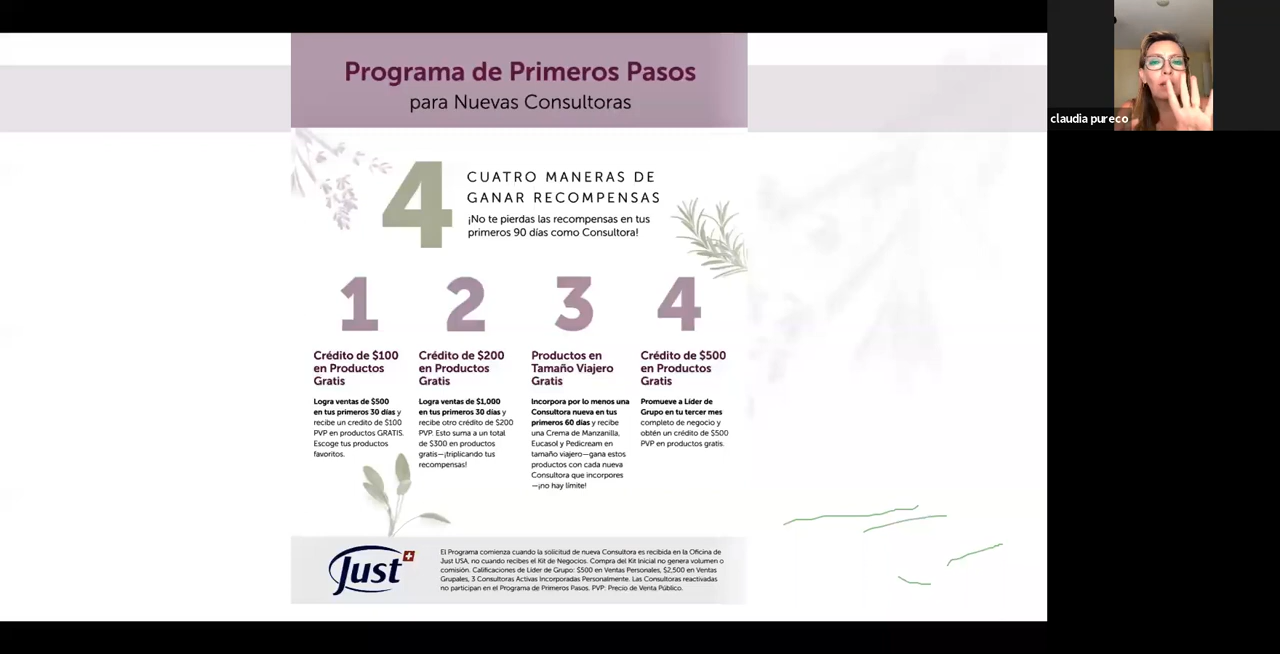 Programa de Primeros Pasos
para Nuevas Consultoras
claudia pureco
4
CUATRO MANERAS DE
GANAR RECOMPENSAS
¡No te pierdas las recompensas en tus
primeros 90 días como Consultora!
1
Crédito de $100
en Productos
Gratis
Logra ventas de $500
en tus primeros 30 días y
recibe un credito de $100
PVP en productos GRATIS.
Escoge tus productos
favoritos.
2
Crédito de $200
en Productos
Gratis
Logra ventas de $1,000
en tus primeros 30 días y
recibe otro crédito de $200
PVP. Esto suma a un total
de $300 en productos
gratis—¡triplicando tus
recompensas!
3
Productos en
Tamaño Viajero
Gratis
Incorpora por lo menos una
Consultora nueva en tus
primeros 60 días y recibe
una Crema de Manzanilla,
Eucasol y Pedicream en
tamaño viajero—gana estos
productos con cada nueva
Consultora que incorpores
—¡no hay límite!
4
Crédito de $500
en Productos
Gratis
Promueve a Líder de
Grupo en tu tercer mes
completo de negocio y
obtén un crédito de $500
PVP en productos gratis.
Just
El Programa comienza cuando la solicitud de nueva Consultora es recibida en la Oficina de
Just USA, no cuando recibes el Kit de Negocios. Compra del Kit Inicial no genera volumen o
comisión. Calificaciones de Líder de Grupo: $500 en Ventas Personales, $2,500 en Ventas
Grupales, 3 Consultoras Activas Incorporadas Personalmente. Las Consultoras reactivadas
no participan en el Programa de Primeros Pasos. PVP: Precio de Venta Público.